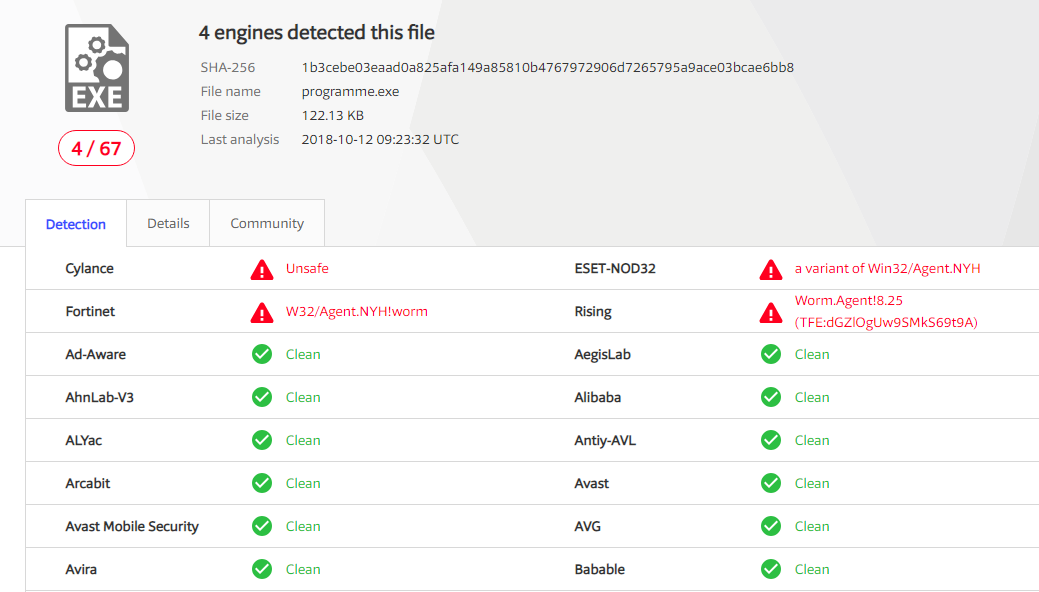 4 engines detected this file
SHA-256 1b3cebe03eaad0a825afa149a85810b4767972906d7265795a9ace03bcae6bb8
File name programme.exe
File size 122.13 KB
Last analysis 2018-10-12 09:23:32 UTC
EXE
4 / 67
Detection Details Community
Cylance Unsafe ESET-NOD32 a variant of Win32/Agent.NYH
Fortinet W32/Agent.NYH!worm Rising Worm.Agent!8.25
(TFE:dGZlOgUw9SMkS69t9A)
Ad-Aware Clean AegisLab Clean
AhnLab-V3 Clean Alibaba Clean
ALYac Clean Antiy-AVL Clean
Arcabit Clean Avast Clean
Avast Mobile Security Clean AVG Clean
Avira Clean Babable Clean